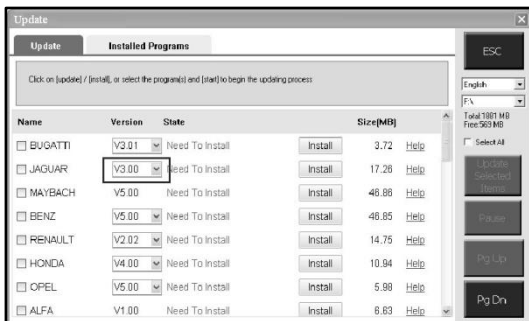 Update
Update Installed Programs
ESC
Click on [update] / [install], or select the program(s) and [start] to begin the updating process
English
F:\
Total:1881 MB
Free:569 MB
Select All
Name Version State Size[MB]
BUGATTI V3.01 Need To Install Install 3.72 Help
JAGUAR V3.00 Need To Install Install 17.26 Help
MAYBACH V5.00 Need To Install Install 46.86 Help
BENZ V5.00 Need To Install Install 46.85 Help
RENAULT V2.02 Need To Install Install 14.75 Help
HONDA V4.00 Need To Install Install 10.94 Help
OPEL V5.00 Need To Install Install 5.98 Help
ALFA V1.00 Need To Install Install 6.63 Help
Update
Selected
Items
Pause
Pg Up
Pg Dn